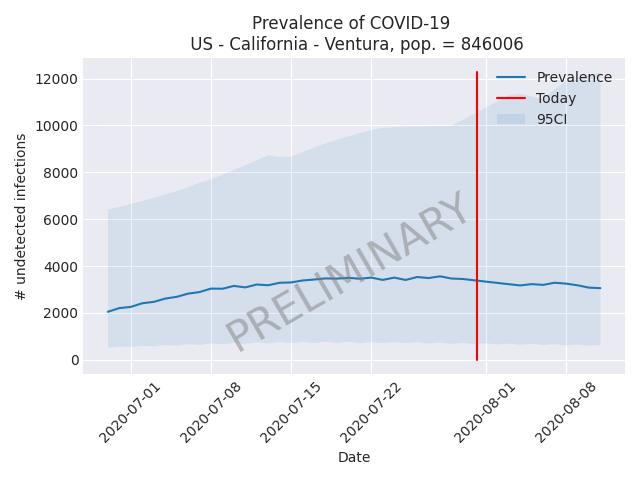 Prevalence of COVID-19
US - California - Ventura, pop. = 846006
12000
10000
8000
6000
4000
2000
0
# undetected infections
Prevalence
Today
95CI
PRELIMINARY
2020-07-01
2020-07-08
2020-07-15
2020-07-22
2020-08-01
2020-08-08
Date